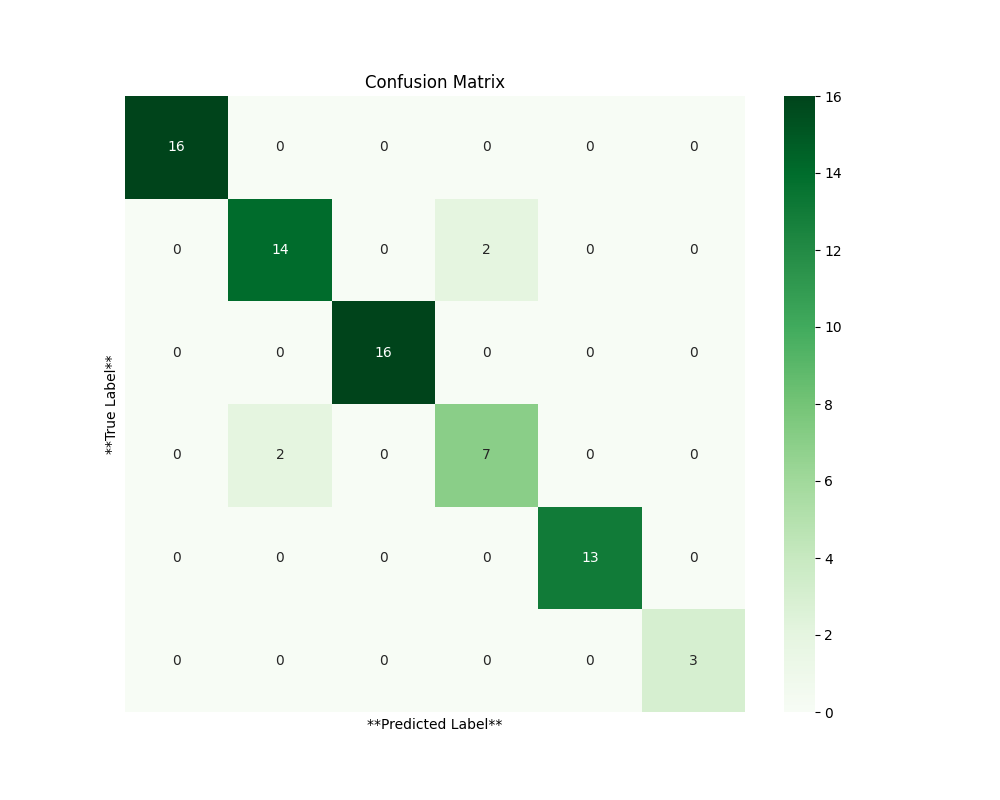 Confusion Matrix
16 0 0 0 0 0
0 14 0 2 0 0
0 0 16 0 0 0
0 2 0 7 0 0
0 0 0 0 13 0
0 0 0 0 0 3
**True Label**
**Predicted Label**
16
14
12
10
8
6
4
2
0